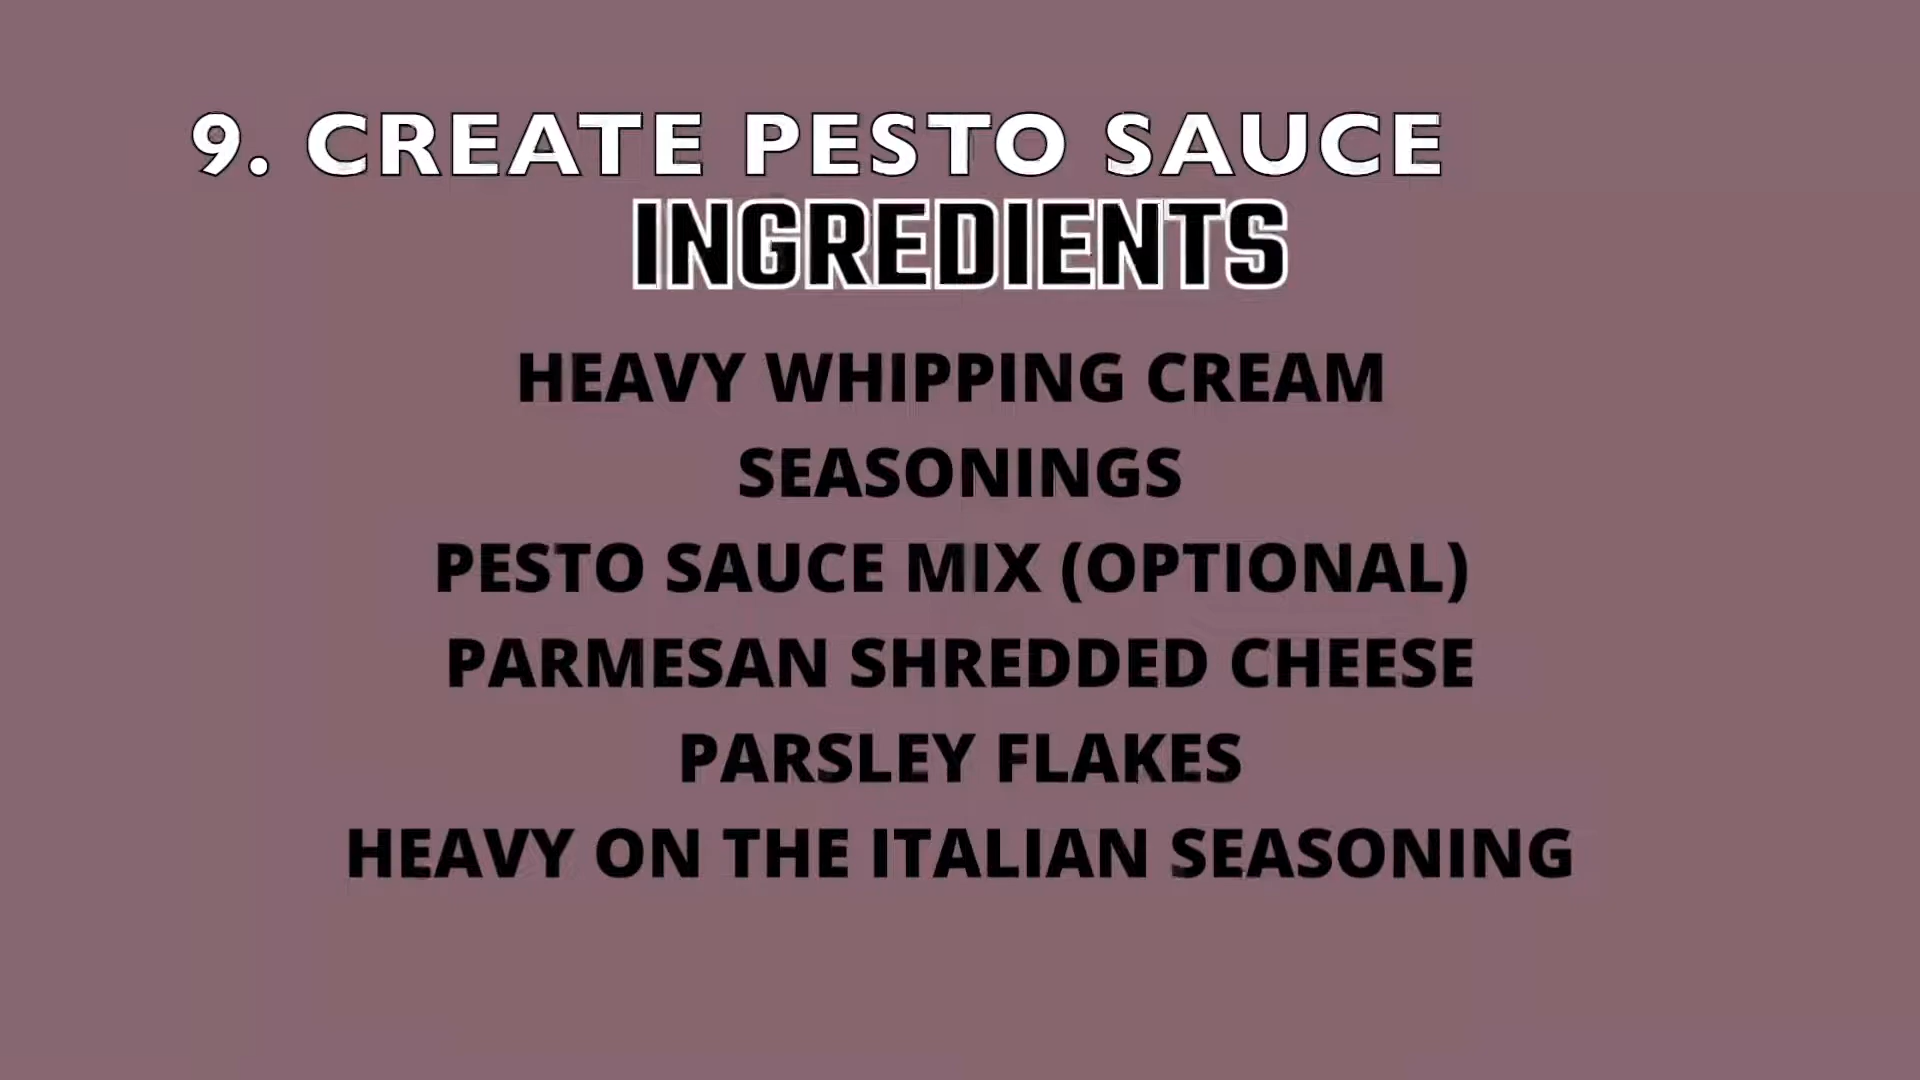 9. CREATE PESTO SAUCE
INGREDIENTS
HEAVY WHIPPING CREAM
SEASONINGS
PESTO SAUCE MIX (OPTIONAL)
PARMESAN SHREDDED CHEESE
PARSLEY FLAKES
HEAVY ON THE ITALIAN SEASONING